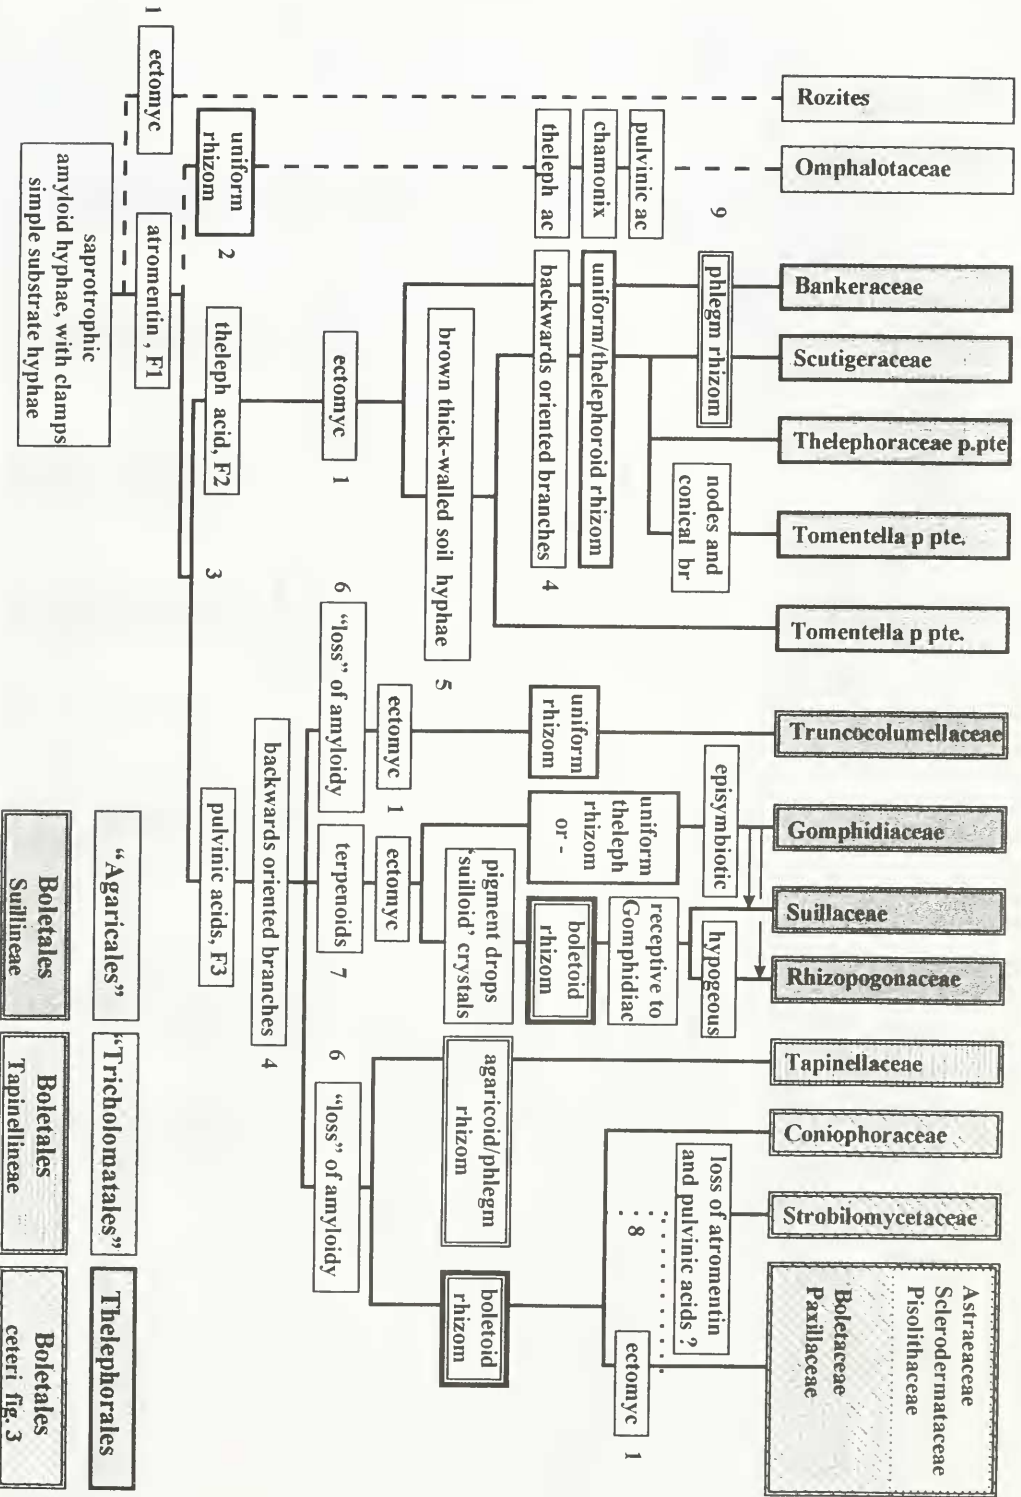 Rozites
Omphalotaceae
Bankeraceae
Scutigeraceae
Thelephoraceae p.pte
Tomentella p pte.
Tomentella p pte.
Truncocolumellaceae
Gomphidiaceae
Suillaceae
Rhizopogonaceae
Tapinellaceae
Coniophoraceae
Strobilomycetaceae
Astraeaceae
Sclerodermataceae
Pisolithaceae
Boletaceae
Paxillaceae
pulvinic ac
chamonix
theleph ac
9
phlegm rhizom
uniform/thelephoroid rhizom
backwards oriented branches
4
nodes and
conical br
brown thick-walled soil hyphae
5
ectomyc
1
theleph acid, F2
3
uniform
rhizom
2
ectomyc
1
atromentin , F1
saprotrophic
amyloid hyphae, with clamps
simple substrate hyphae
episymbiotic
hypogeous
receptive to
Gomphidiac
uniform
rhizom
uniform
theleph
rhizom
or -
boletoid
rhizom
pigment drops
‘suilloid’ crystals
ectomyc
1
ectomyc
6
“loss” of amyloidy
terpenoids
7
backwards oriented branches
4
pulvinic acids, F3
loss of atromentin
and pulvinic acids ?
8
ectomyc
1
agaricoid/phlegm
rhizom
boletoid
rhizom
6
“loss” of amyloidy
“Agaricales”
“Tricholomatales”
Thelephorales
Boletales
Suillineae
Boletales
Tapinellineae
Boletales
ceteri fig. 3